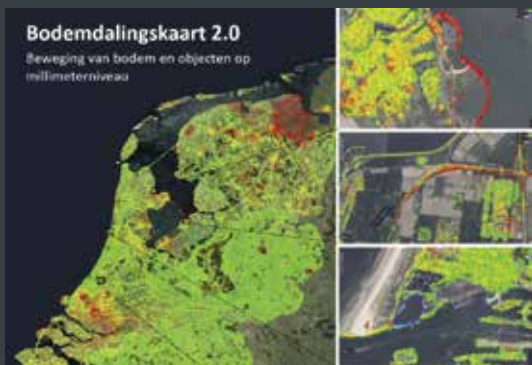 Bodemdalingskaart 2.0
Beweging van bodem en objecten op
millimeterniveau